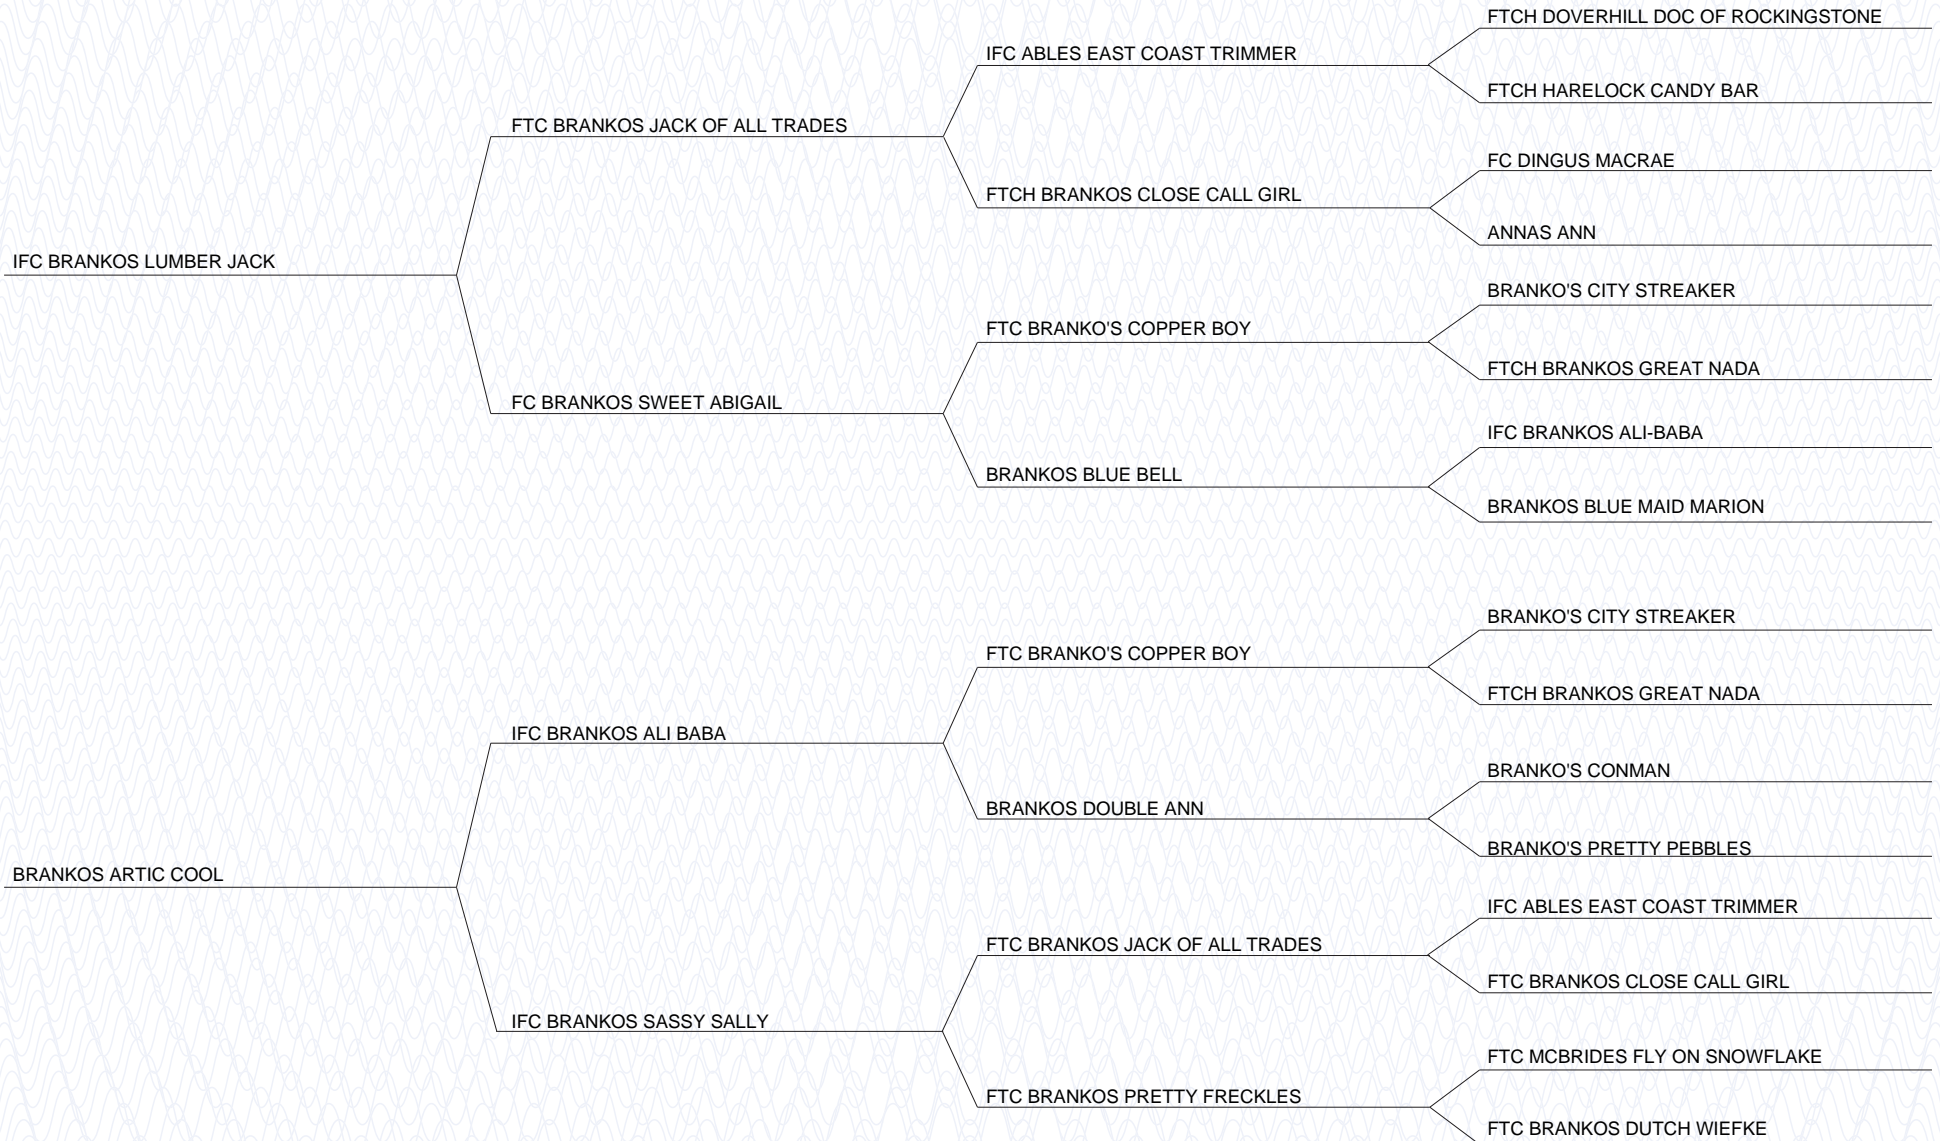 FTCH DOVERHILL DOC OF ROCKINGSTONE
IFC ABLES EAST COAST TRIMMER
FTCH HARELOCK CANDY BAR
FTC BRANKOS JACK OF ALL TRADES
FC DINGUS MACRAE
FTCH BRANKOS CLOSE CALL GIRL
ANNAS ANN
IFC BRANKOS LUMBER JACK
BRANKO'S CITY STREAKER
FTC BRANKO'S COPPER BOY
FTCH BRANKOS GREAT NADA
FC BRANKOS SWEET ABIGAIL
IFC BRANKOS ALI-BABA
BRANKOS BLUE BELL
BRANKOS BLUE MAID MARION
BRANKO'S CITY STREAKER
FTC BRANKO'S COPPER BOY
FTCH BRANKOS GREAT NADA
IFC BRANKOS ALI BABA
BRANKO'S CONMAN
BRANKOS DOUBLE ANN
BRANKO'S PRETTY PEBBLES
BRANKOS ARTIC COOL
IFC ABLES EAST COAST TRIMMER
FTC BRANKOS JACK OF ALL TRADES
FTC BRANKOS CLOSE CALL GIRL
IFC BRANKOS SASSY SALLY
FTC MCBRIDES FLY ON SNOWFLAKE
FTC BRANKOS PRETTY FRECKLES
FTC BRANKOS DUTCH WIEFKE